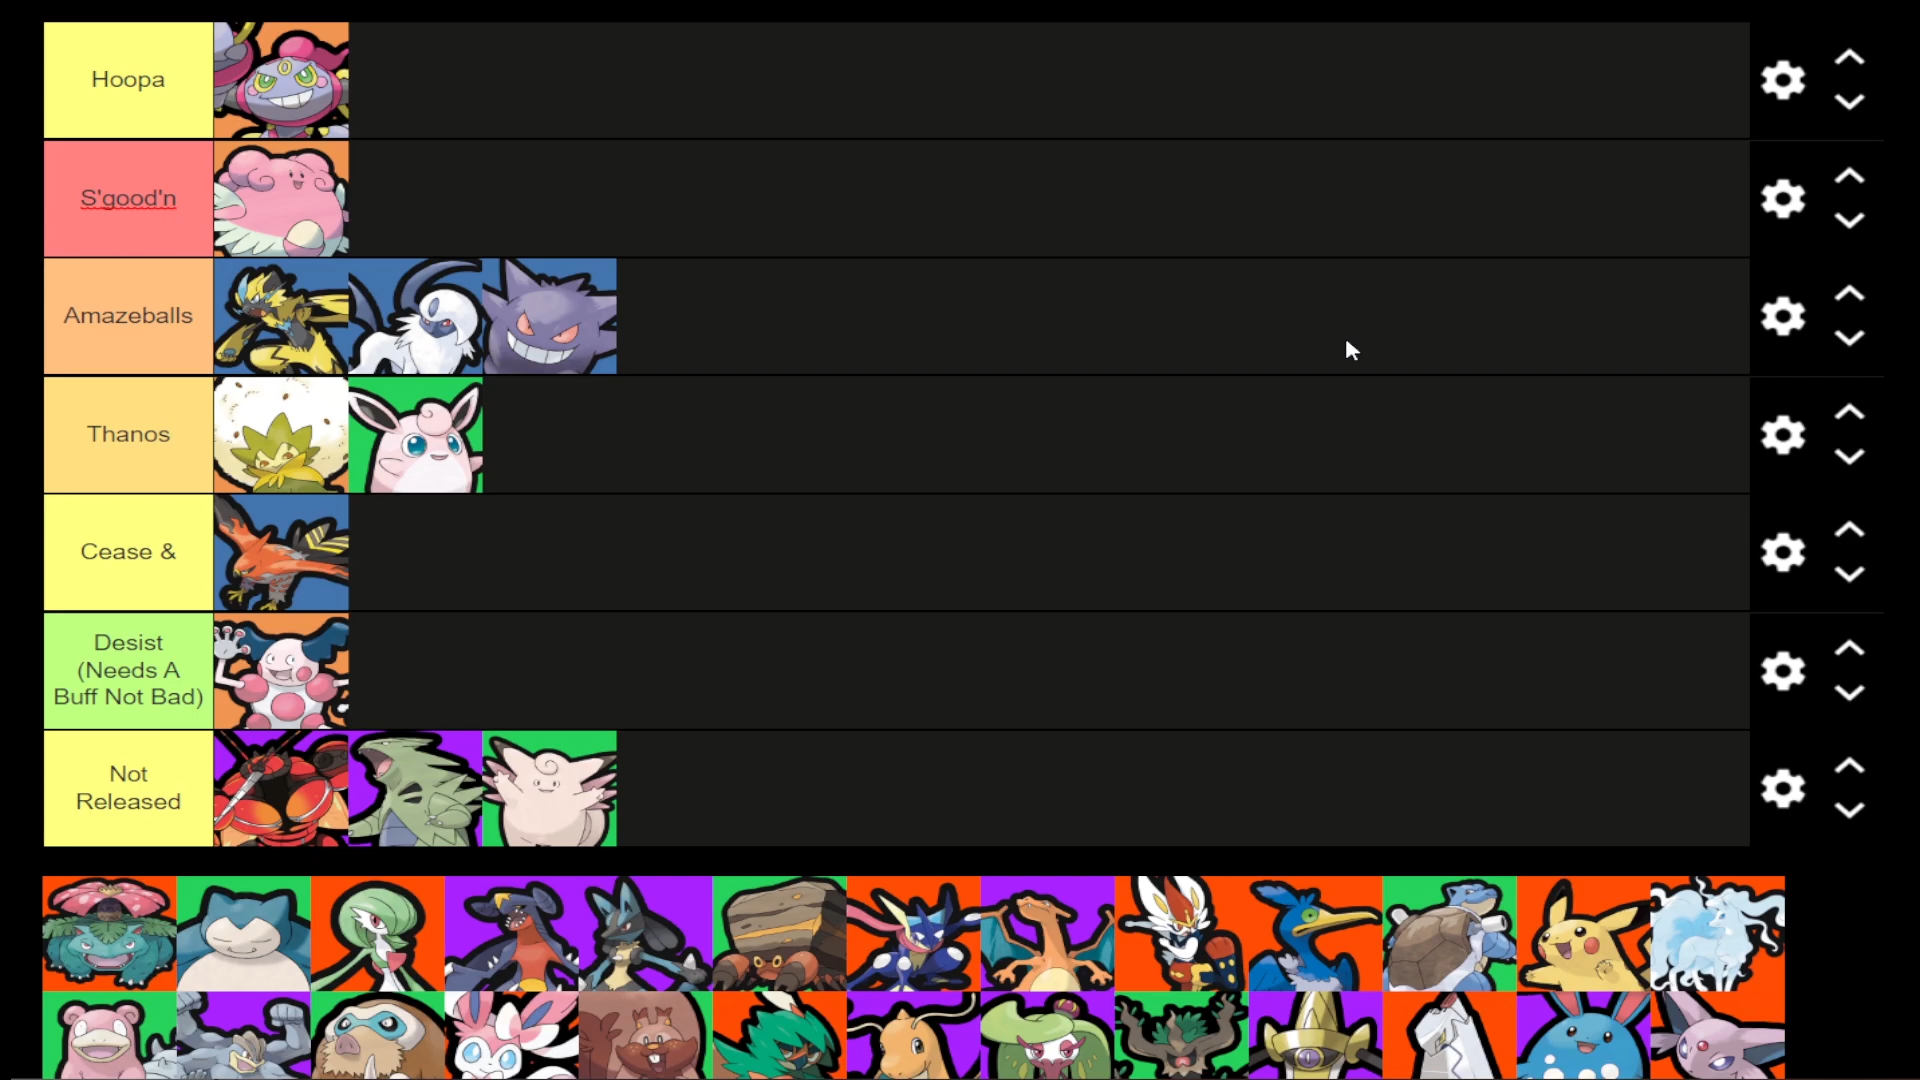 Hoopa
S'good'n
Amazeballs
Thanos
Cease &
Desist
(Needs A
Buff Not Bad)
Not
Released